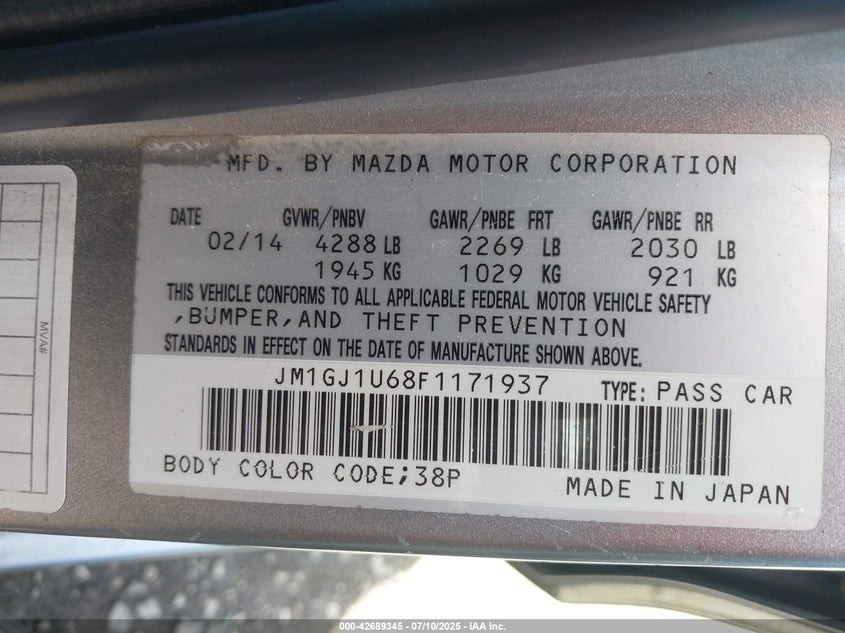 MFD. BY MAZDA MOTOR CORPORATION
DATE GVWR/PNBV GAWR/PNBE FRT GAWR/PNBE RR
02/14 4288 LB 2269 LB 2030 LB
1945 KG 1029 KG 921 KG
THIS VEHICLE CONFORMS TO ALL APPLICABLE FEDERAL MOTOR VEHICLE SAFETY
,BUMPER,AND THEFT PREVENTION
STANDARDS IN EFFECT ON THE DATE OF MANUFACTURE SHOWN ABOVE.
JM1GJ1U68F1171937 TYPE: PASS CAR
BODY COLOR CODE;38P
MADE IN JAPAN
MVA#
000-42689345 - 07/10/2025 - IAA Inc.